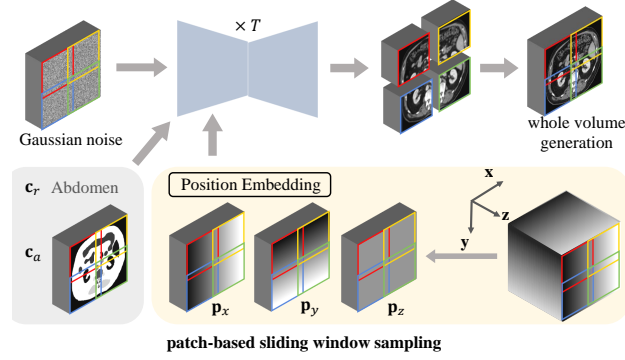 × T
Gaussian noise
whole volume
generation
c_r Abdomen
c_a
Position Embedding
x
z
y
p_x
p_y
p_z
patch-based sliding window sampling